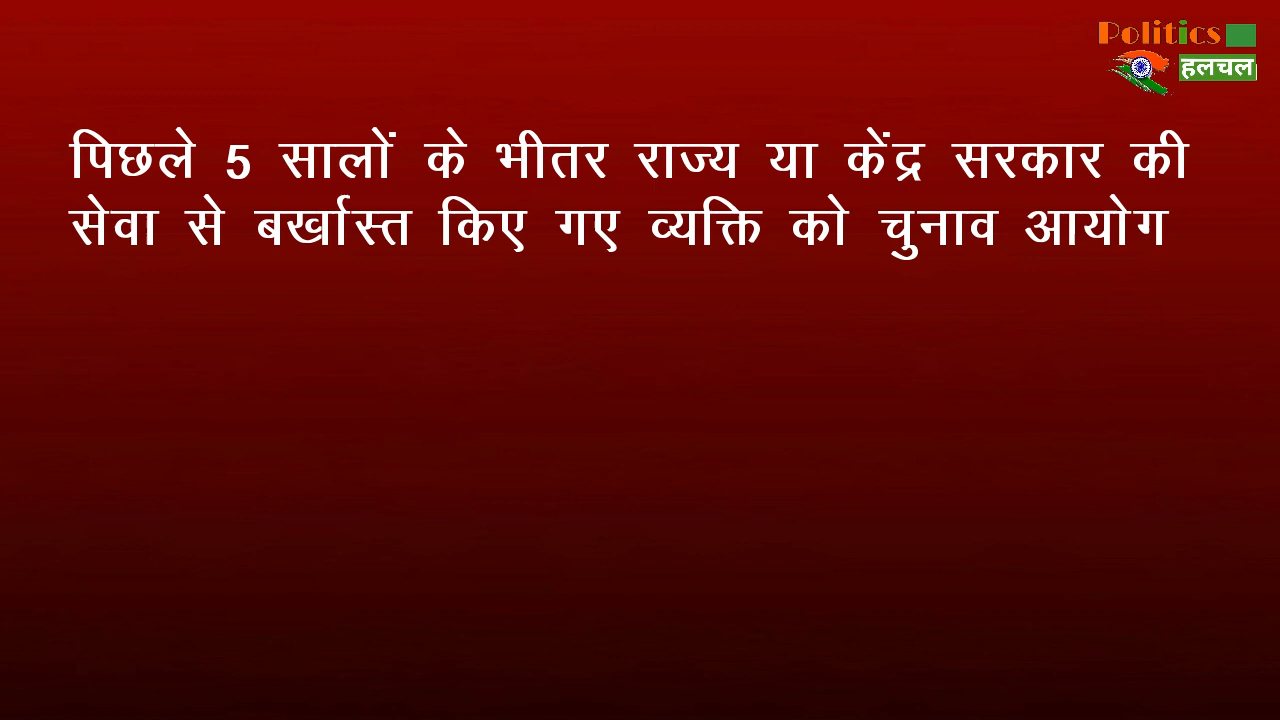 Politics
हलचल
पिछले 5 सालों के भीतर राज्य या केंद्र सरकार की
सेवा से बर्खास्त किए गए व्यक्ति को चुनाव आयोग